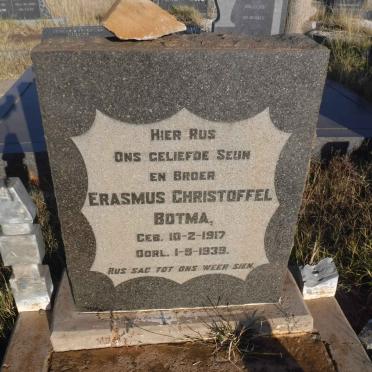 Hier Rus
Ons geliefde Seun
en Broer
Erasmus Christoffel
Botma,
Geb. 10-2-1917
Oorl. 1-5-1939.
Rus sag tot ons weer sien.